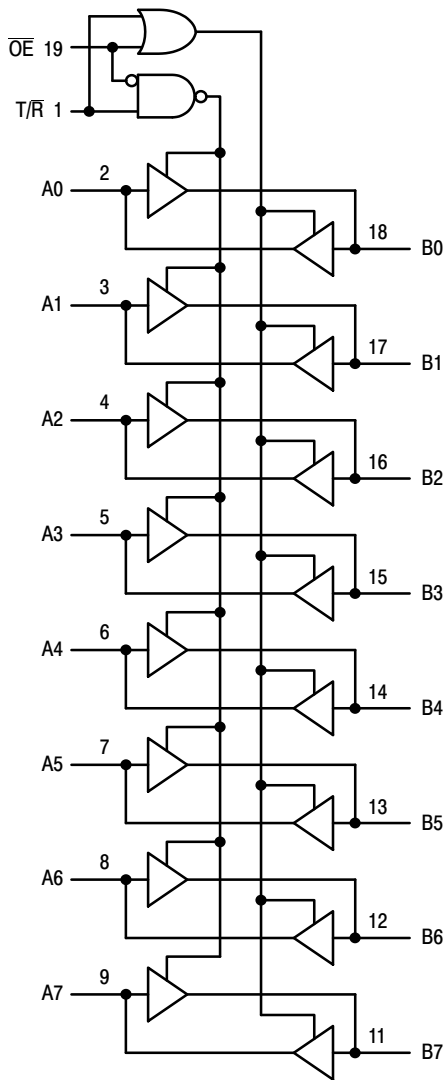 O̅E̅ 19
T/R̅ 1
A0 2
18 B0
A1 3
17 B1
A2 4
16 B2
A3 5
15 B3
A4 6
14 B4
A5 7
13 B5
A6 8
12 B6
A7 9
11 B7